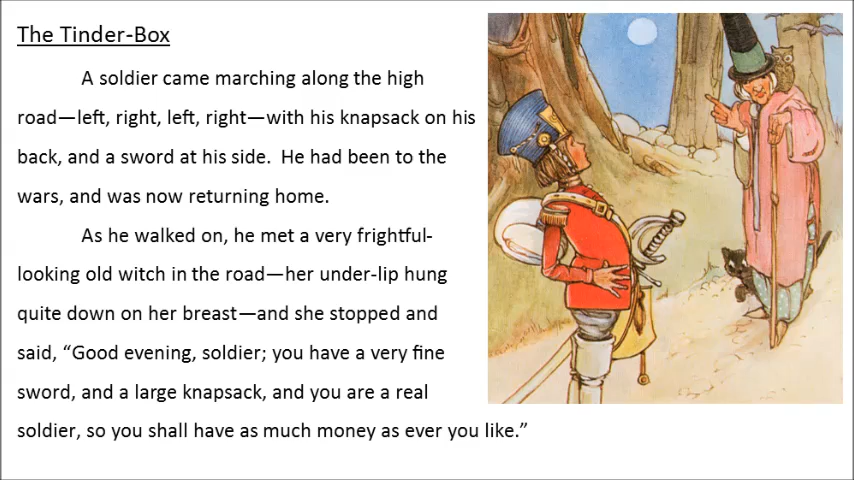 The Tinder-Box
A soldier came marching along the high
road—left, right, left, right—with his knapsack on his
back, and a sword at his side.  He had been to the
wars, and was now returning home.
As he walked on, he met a very frightful-
looking old witch in the road—her under-lip hung
quite down on her breast—and she stopped and
said, “Good evening, soldier; you have a very fine
sword, and a large knapsack, and you are a real
soldier, so you shall have as much money as ever you like.”